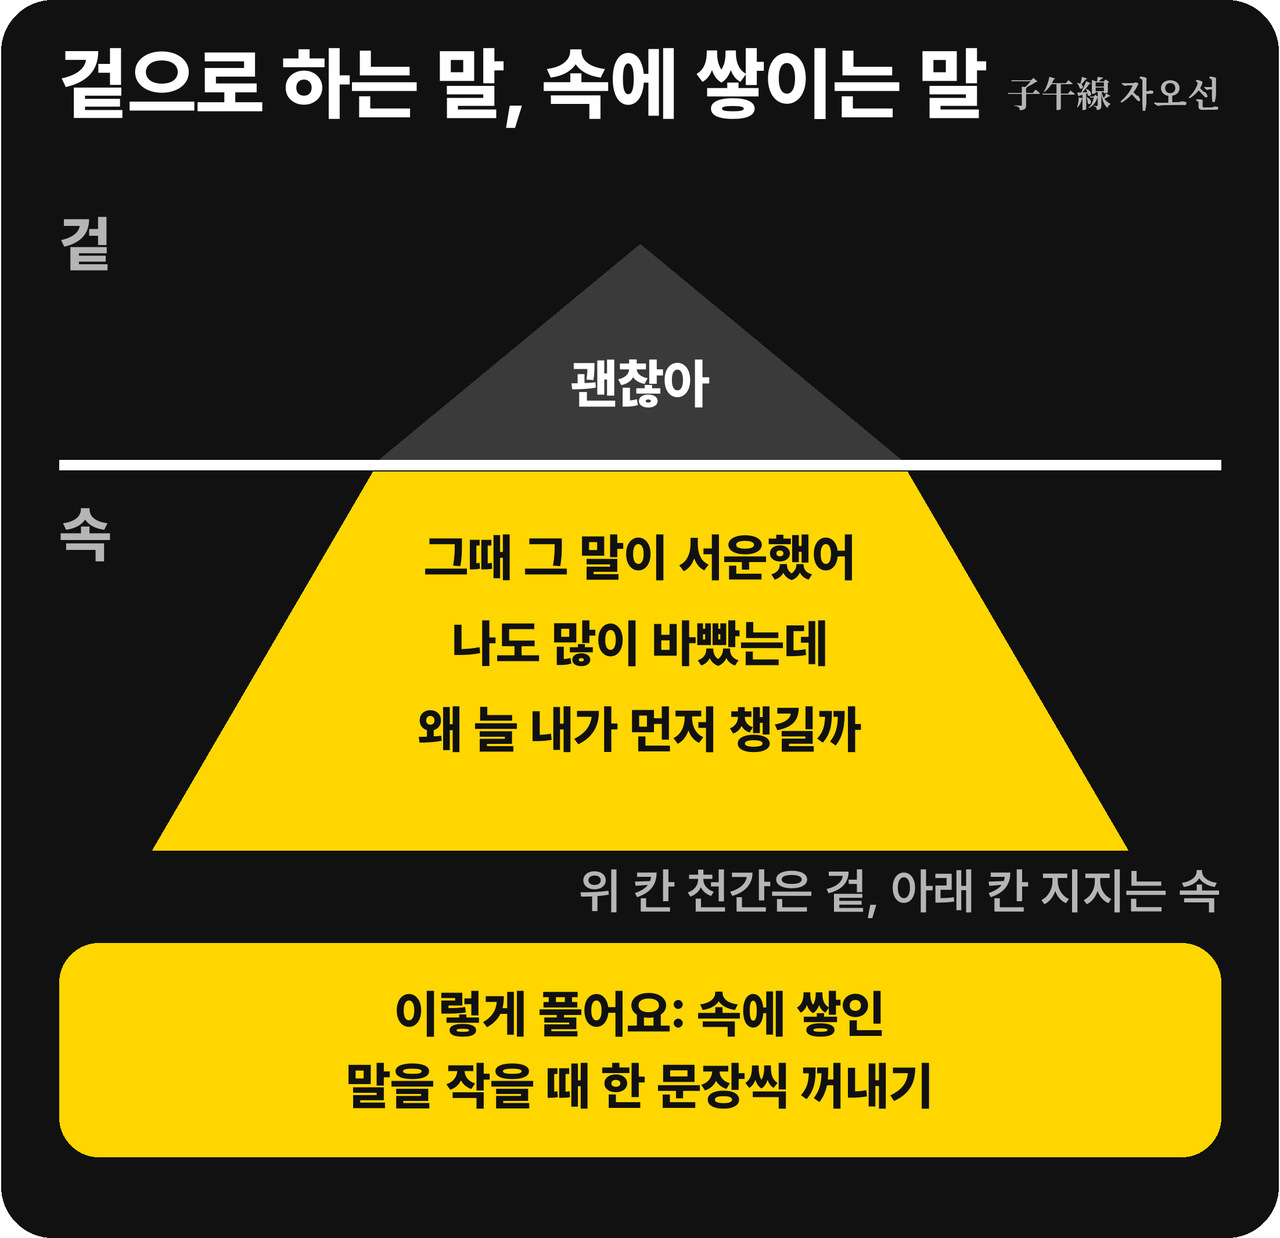 겉으로 하는 말, 속에 쌓이는 말 子午線 자오선
겉
괜찮아
속
그때 그 말이 서운했어
나도 많이 바빴는데
왜 늘 내가 먼저 챙길까
위 칸 천간은 겉, 아래 칸 지지는 속
이렇게 풀어요: 속에 쌓인
말을 작을 때 한 문장씩 꺼내기